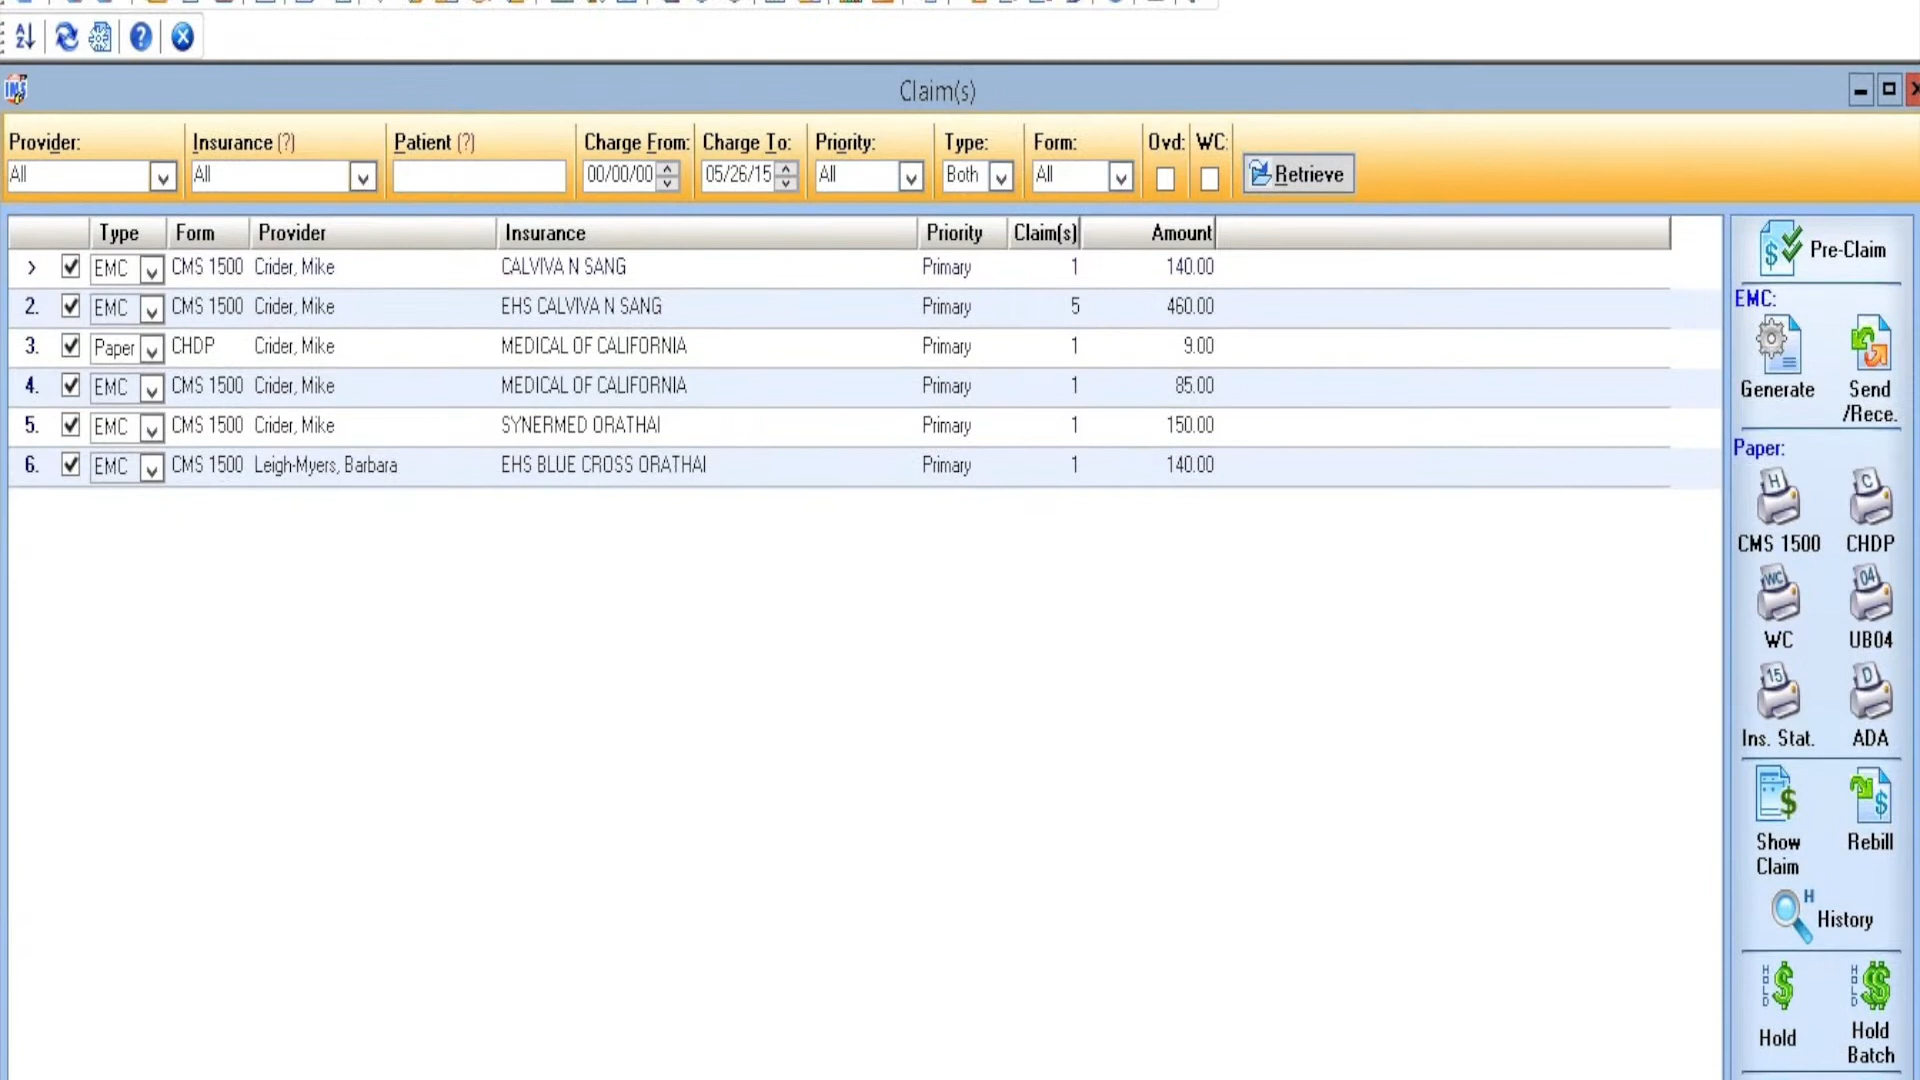 Claim(s)
Provider: Insurance (?) Patient (?) Charge From: Charge To: Priority: Type: Form: Ovd: WC:
All All 00/00/00 05/26/15 All Both All Retrieve
Type Form Provider Insurance Priority Claim(s) Amount
EMC CMS 1500 Crider, Mike CALVIVA N SANG Primary 1 140.00
2. EMC CMS 1500 Crider, Mike EHS CALVIVA N SANG Primary 5 460.00
3. Paper CHDP Crider, Mike MEDICAL OF CALIFORNIA Primary 1 9.00
4. EMC CMS 1500 Crider, Mike MEDICAL OF CALIFORNIA Primary 1 85.00
5. EMC CMS 1500 Crider, Mike SYNERMED ORATHAI Primary 1 150.00
6. EMC CMS 1500 Leigh-Myers, Barbara EHS BLUE CROSS ORATHAI Primary 1 140.00
Pre-Claim
EMC:
Generate Send
/Rece.
Paper:
H C
CMS 1500 CHDP
WC 04
WC UB04
15 D
Ins. Stat. ADA
Show Rebill
Claim
H
History
HOLD HOLD
Hold Hold
Batch